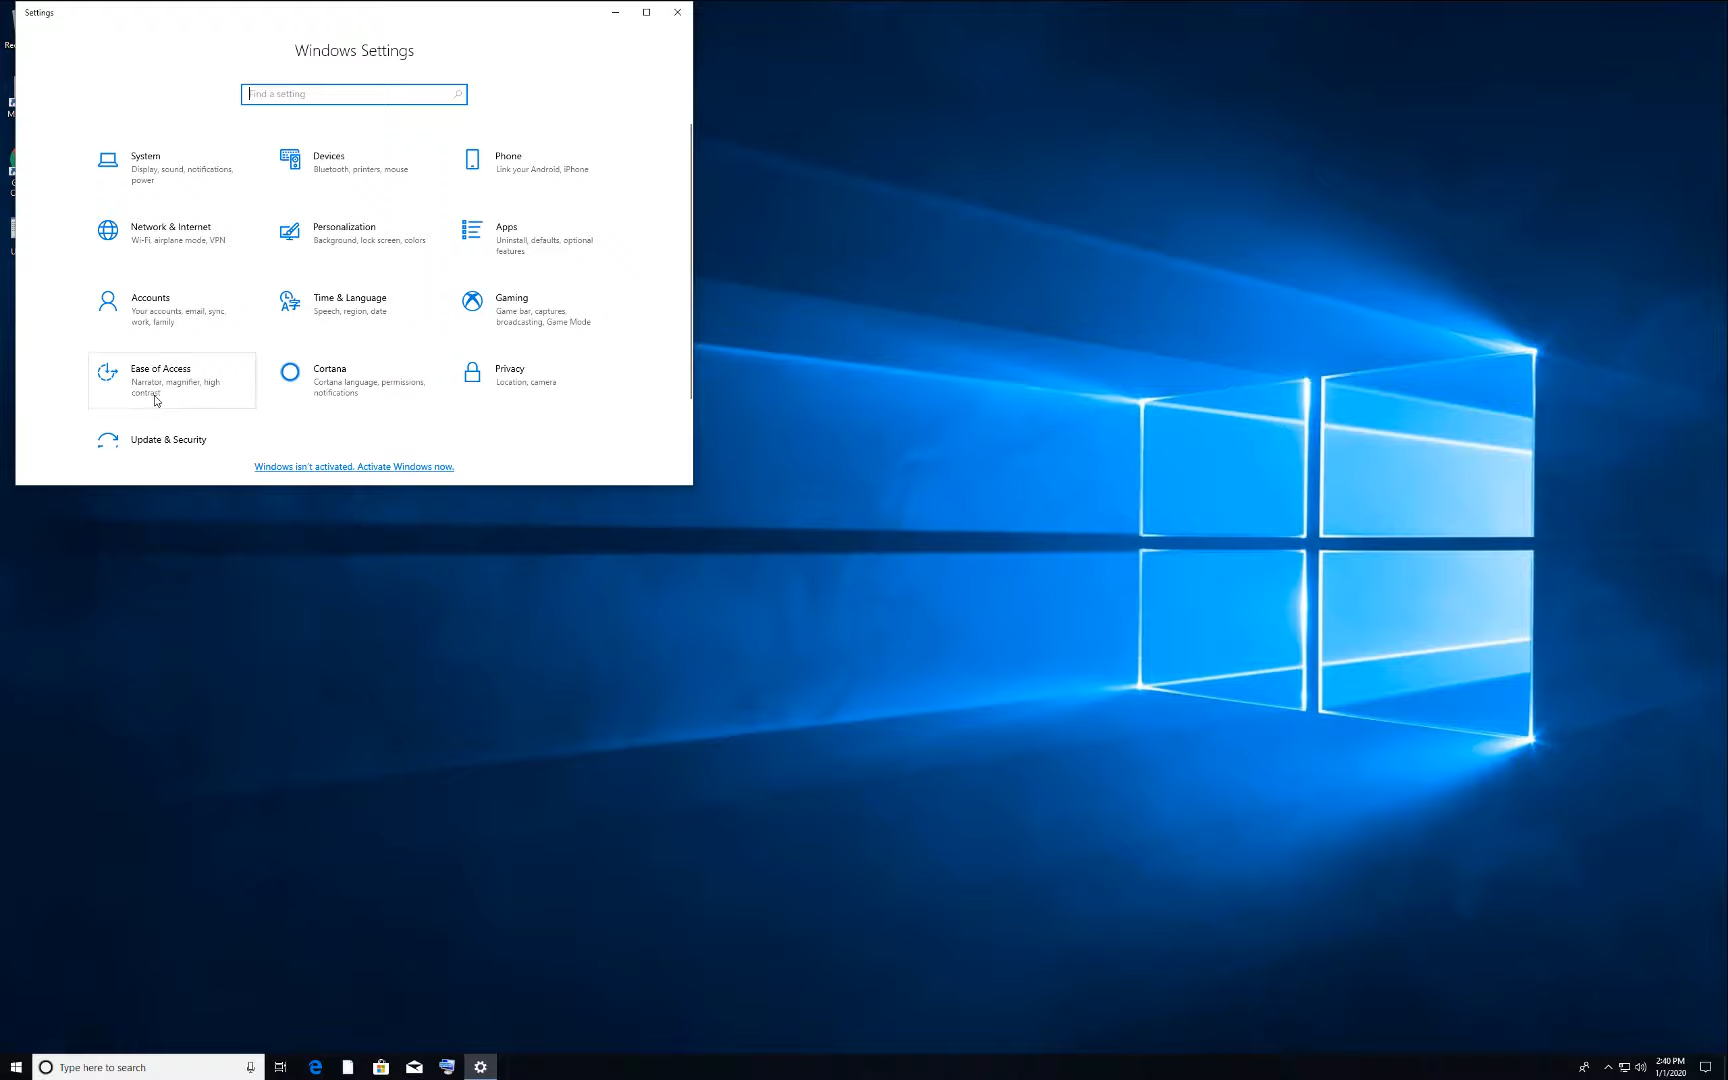 Settings
Windows Settings
Find a setting
System
Display, sound, notifications,
power
Devices
Bluetooth, printers, mouse
Phone
Link your Android, iPhone
Network & Internet
Wi-Fi, airplane mode, VPN
Personalization
Background, lock screen, colors
Apps
Uninstall, defaults, optional
features
Accounts
Your accounts, email, sync,
work, family
Time & Language
Speech, region, date
Gaming
Game bar, captures,
broadcasting, Game Mode
Ease of Access
Narrator, magnifier, high
contrast
Cortana
Cortana language, permissions,
notifications
Privacy
Location, camera
Update & Security
Windows isn't activated. Activate Windows now.
Type here to search
2:40 PM
1/1/2020